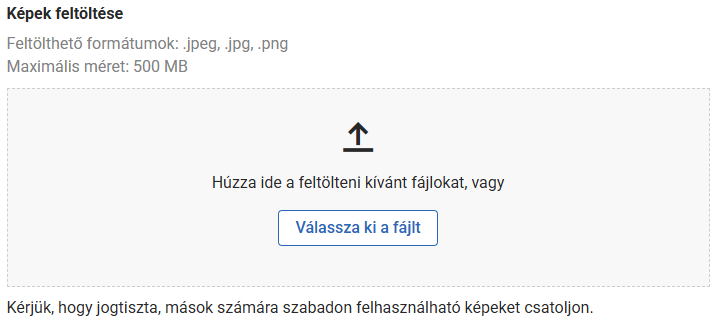 Képek feltöltése
Feltölthető formátumok: .jpeg, .jpg, .png
Maximális méret: 500 MB
Húzza ide a feltölteni kívánt fájlokat, vagy
Válassza ki a fájlt
Kérjük, hogy jogtiszta, mások számára szabadon felhasználható képeket csatoljon.